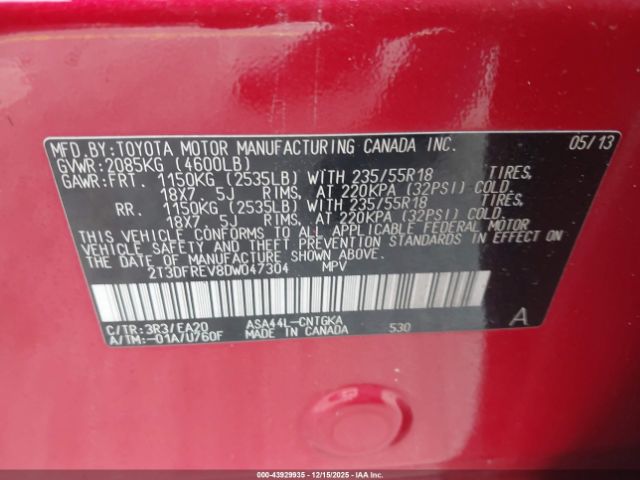 MFD.BY:TOYOTA MOTOR MANUFACTURING CANADA INC. 05/13
GVWR:2085KG (4600LB)
GAWR:FRT. 1150KG (2535LB) WITH 235/55R18 TIRES,
18X7 5J RIMS, AT 220KPA (32PSI) COLD.
RR. 1150KG (2535LB) WITH 235/55R18 TIRES,
18X7 5J RIMS, AT 220KPA (32PSI) COLD.
THIS VEHICLE CONFORMS TO ALL APPLICABLE FEDERAL MOTOR
VEHICLE SAFETY AND THEFT PREVENTION STANDARDS IN EFFECT ON
THE DATE OF MANUFACTURE SHOWN ABOVE.
2T3DFREV8DW047304 MPV
C/TR:3R3/EA20 ASA44L-CNTGKA A
A/TM:-01A/U760F MADE IN CANADA 530
000-43929935 - 12/15/2025 - IAAI.CA